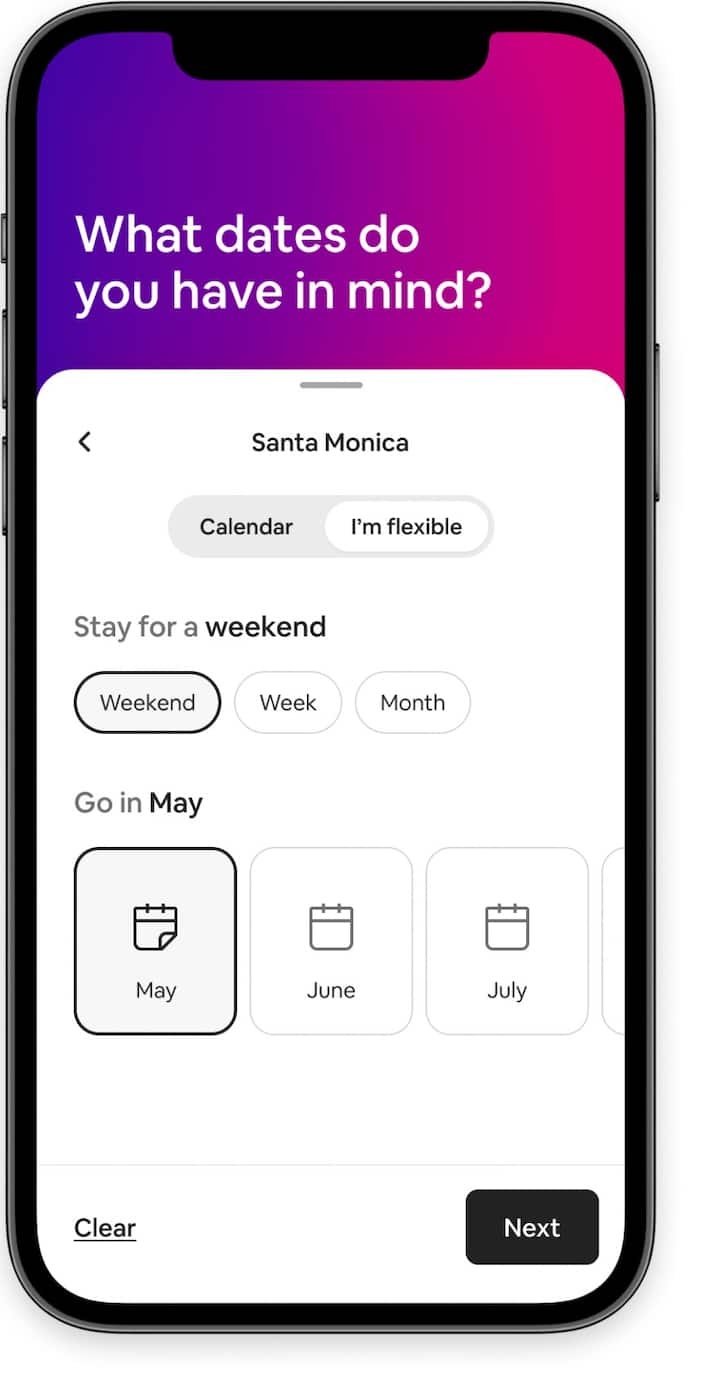 What dates do
you have in mind?
Santa Monica
Calendar I’m flexible
Stay for a weekend
Weekend Week Month
Go in May
May June July
Clear Next